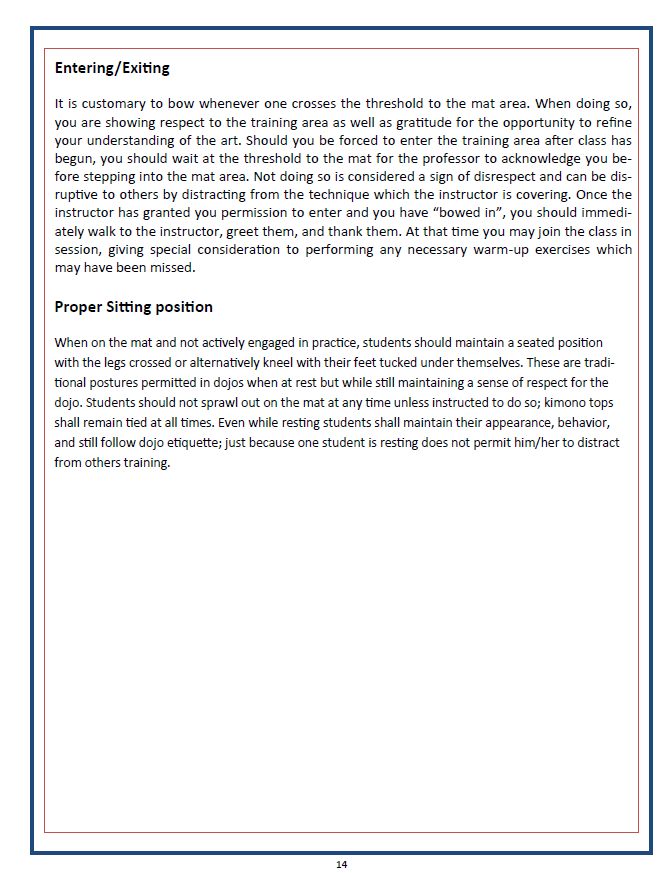 Entering/Exiting
It is customary to bow whenever one crosses the threshold to the mat area. When doing so,
you are showing respect to the training area as well as gratitude for the opportunity to refine
your understanding of the art. Should you be forced to enter the training area after class has
begun, you should wait at the threshold to the mat for the professor to acknowledge you be-
fore stepping into the mat area. Not doing so is considered a sign of disrespect and can be dis-
ruptive to others by distracting from the technique which the instructor is covering. Once the
instructor has granted you permission to enter and you have “bowed in”, you should immedi-
ately walk to the instructor, greet them, and thank them. At that time you may join the class in
session, giving special consideration to performing any necessary warm-up exercises which
may have been missed.
Proper Sitting position
When on the mat and not actively engaged in practice, students should maintain a seated position
with the legs crossed or alternatively kneel with their feet tucked under themselves. These are tradi-
tional postures permitted in dojos when at rest but while still maintaining a sense of respect for the
dojo. Students should not sprawl out on the mat at any time unless instructed to do so; kimono tops
shall remain tied at all times. Even while resting students shall maintain their appearance, behavior,
and still follow dojo etiquette; just because one student is resting does not permit him/her to distract
from others training.
14